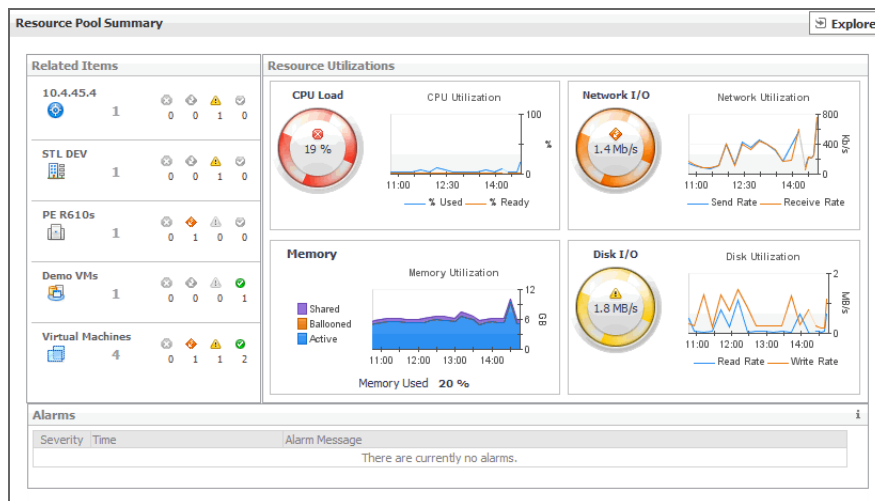 Resource Pool Summary
Explore
Related Items
10.4.45.4
1
0 0 1 0
STL DEV
1
0 0 1 0
PE R610s
1
0 1 0 0
Demo VMs
1
0 0 0 1
Virtual Machines
4
0 1 1 2
Resource Utilizations
CPU Load
19 %
CPU Utilization
100
%
11:00 12:30 14:00
% Used % Ready
Network I/O
1.4 Mb/s
Network Utilization
800
400
0
Kb/s
11:00 12:30 14:00
Send Rate Receive Rate
Memory
Memory Utilization
Shared
Ballooned
Active
12
6
0
GB
11:00 12:00 13:00 14:00
Memory Used 20 %
Disk I/O
1.8 MB/s
Disk Utilization
2
1
0
MB/s
11:00 12:00 13:00 14:00
Read Rate Write Rate
Alarms
i
Severity Time Alarm Message
There are currently no alarms.